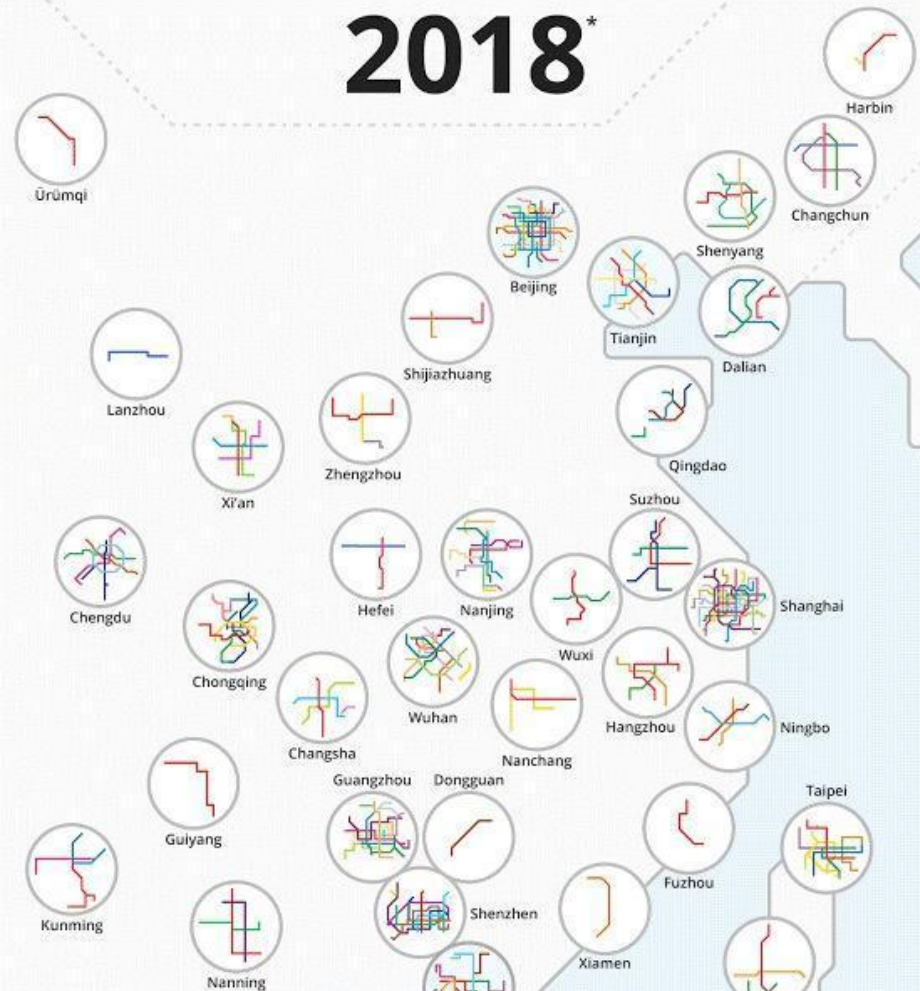 2018*
Harbin
Ürümqi
Changchun
Shenyang
Beijing
Tianjin
Dalian
Shijiazhuang
Lanzhou
Zhengzhou
Qingdao
Xi'an
Suzhou
Chengdu
Hefei
Nanjing
Shanghai
Wuxi
Chongqing
Wuhan
Hangzhou
Ningbo
Changsha
Nanchang
Guangzhou
Dongguan
Taipei
Guiyang
Fuzhou
Kunming
Shenzhen
Xiamen
Nanning